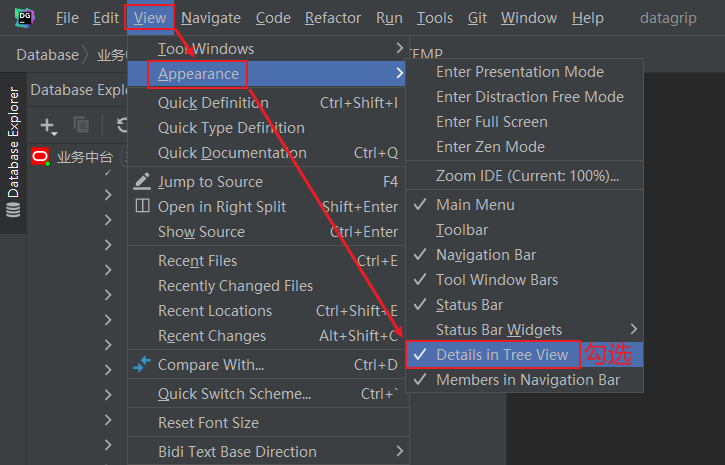 DG File Edit View Navigate Code Refactor Run Tools Git Window Help datagrip
Database 业务中 TEMP
Database Explorer
Database Exp
业务中台
Tool Windows
Appearance
Quick Definition Ctrl+Shift+I
Quick Type Definition
Quick Documentation Ctrl+Q
Jump to Source F4
Open in Right Split Shift+Enter
Show Source Ctrl+Enter
Recent Files Ctrl+E
Recently Changed Files
Recent Locations Ctrl+Shift+E
Recent Changes Alt+Shift+C
Compare With... Ctrl+D
Quick Switch Scheme... Ctrl+`
Reset Font Size
Bidi Text Base Direction
Enter Presentation Mode
Enter Distraction Free Mode
Enter Full Screen
Enter Zen Mode
Zoom IDE (Current: 100%)...
Main Menu
Toolbar
Navigation Bar
Tool Window Bars
Status Bar
Status Bar Widgets
Details in Tree View 勾选
Members in Navigation Bar